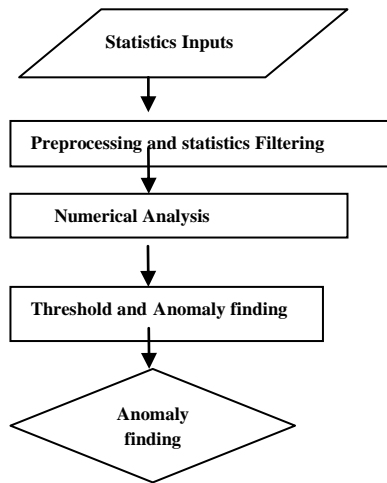 Statistics Inputs
Preprocessing and statistics Filtering
Numerical Analysis
Threshold and Anomaly finding
Anomaly
finding